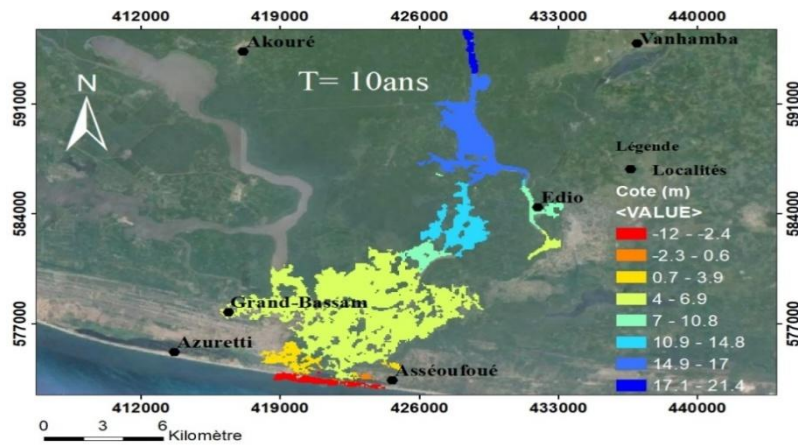 412000 419000 426000 433000 440000
Akouré
Vanhamba
N
T= 10ans
591000
591000
Légende
Localités
Edio
584000
584000
Cote (m)
<VALUE>
-12 - -2.4
-2.3 - 0.6
0.7 - 3.9
4 - 6.9
7 - 10.8
10.9 - 14.8
14.9 - 17
17.1 - 21.4
Grand-Bassam
577000
577000
Azuretti
Asséoufoué
412000 419000 426000 433000 440000
0 3 6
Kilomètre